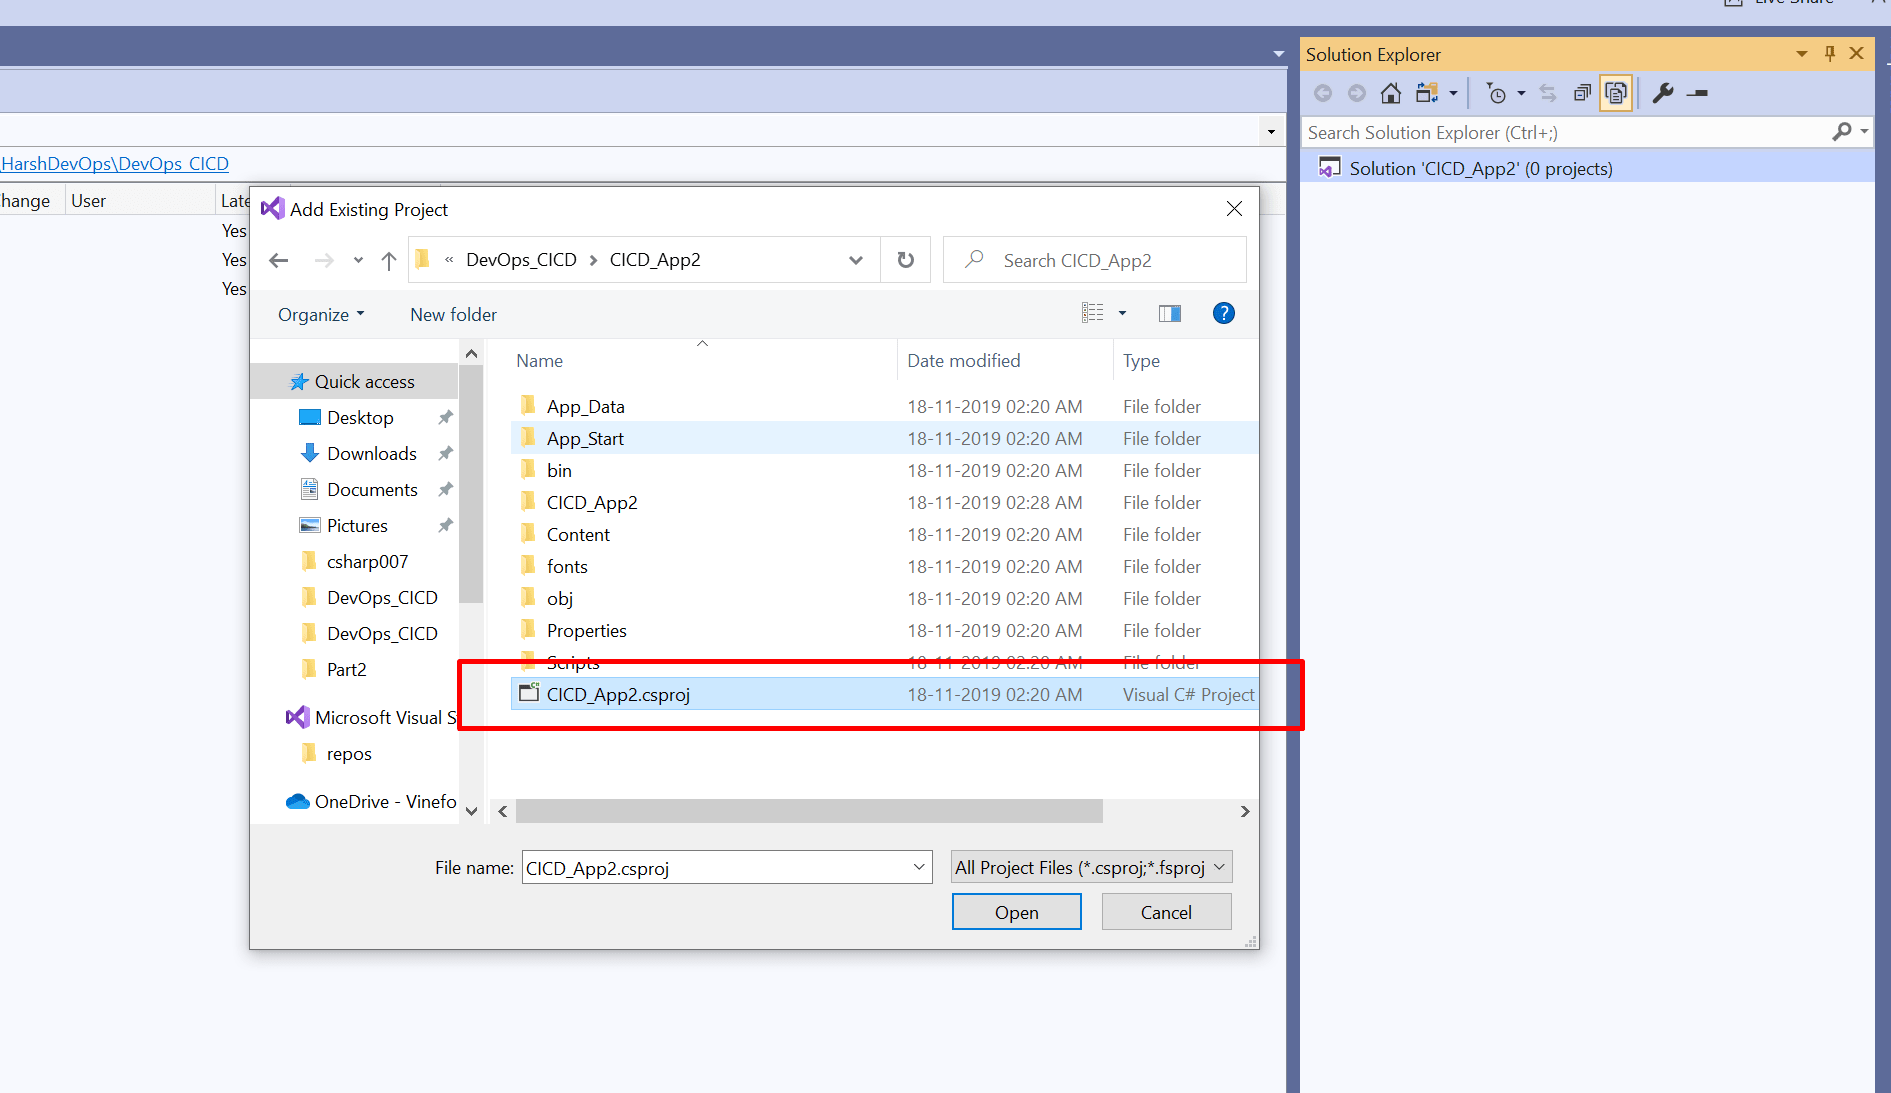 Live Share
Solution Explorer
Search Solution Explorer (Ctrl+;)
Solution 'CICD_App2' (0 projects)
\HarshDevOps\DevOps_CICD
hange User Late
Yes
Yes
Yes
Add Existing Project
« DevOps_CICD > CICD_App2
Search CICD_App2
Organize New folder
Name Date modified Type
Quick access
Desktop
Downloads
Documents
Pictures
csharp007
DevOps_CICD
DevOps_CICD
Part2
Microsoft Visual S
repos
OneDrive - Vinefo
App_Data 18-11-2019 02:20 AM File folder
App_Start 18-11-2019 02:20 AM File folder
bin 18-11-2019 02:20 AM File folder
CICD_App2 18-11-2019 02:28 AM File folder
Content 18-11-2019 02:20 AM File folder
fonts 18-11-2019 02:20 AM File folder
obj 18-11-2019 02:20 AM File folder
Properties 18-11-2019 02:20 AM File folder
Scripts 18-11-2019 02:20 AM File folder
CICD_App2.csproj 18-11-2019 02:20 AM Visual C# Project
File name: CICD_App2.csproj All Project Files (*.csproj;*.fsproj
Open Cancel